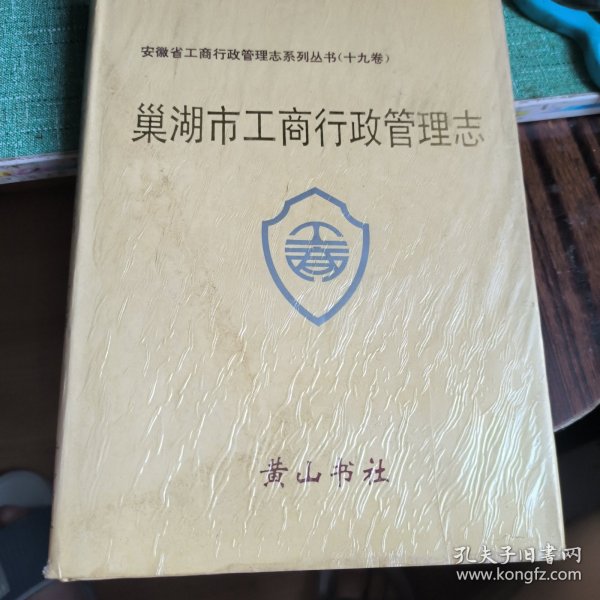 安徽省工商行政管理志系列丛书(十九卷)
巢湖市工商行政管理志
黄山书社
孔夫子旧书网
www.kongfz.com